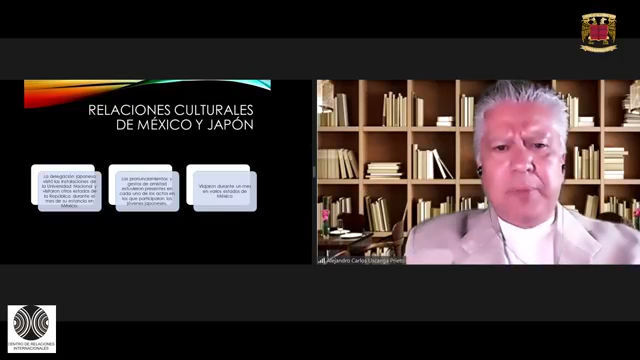 RELACIONES CULTURALES
DE MÉXICO Y JAPÓN
La delegación japonesa
visitó las instalaciones de
la Universidad Nacional y
visitaron otros estados de
la República durante el
mes de su estancia en
México.
Los pronunciamientos y
gestos de amistad
estuvieron presentes en
cada uno de los actos en
los que participaron los
jóvenes japoneses.
Viajaron durante un mes
en varios estados de
México
Alejandro Carlos Uscanga Prieto
CENTRO DE RELACIONES
INTERNACIONALES